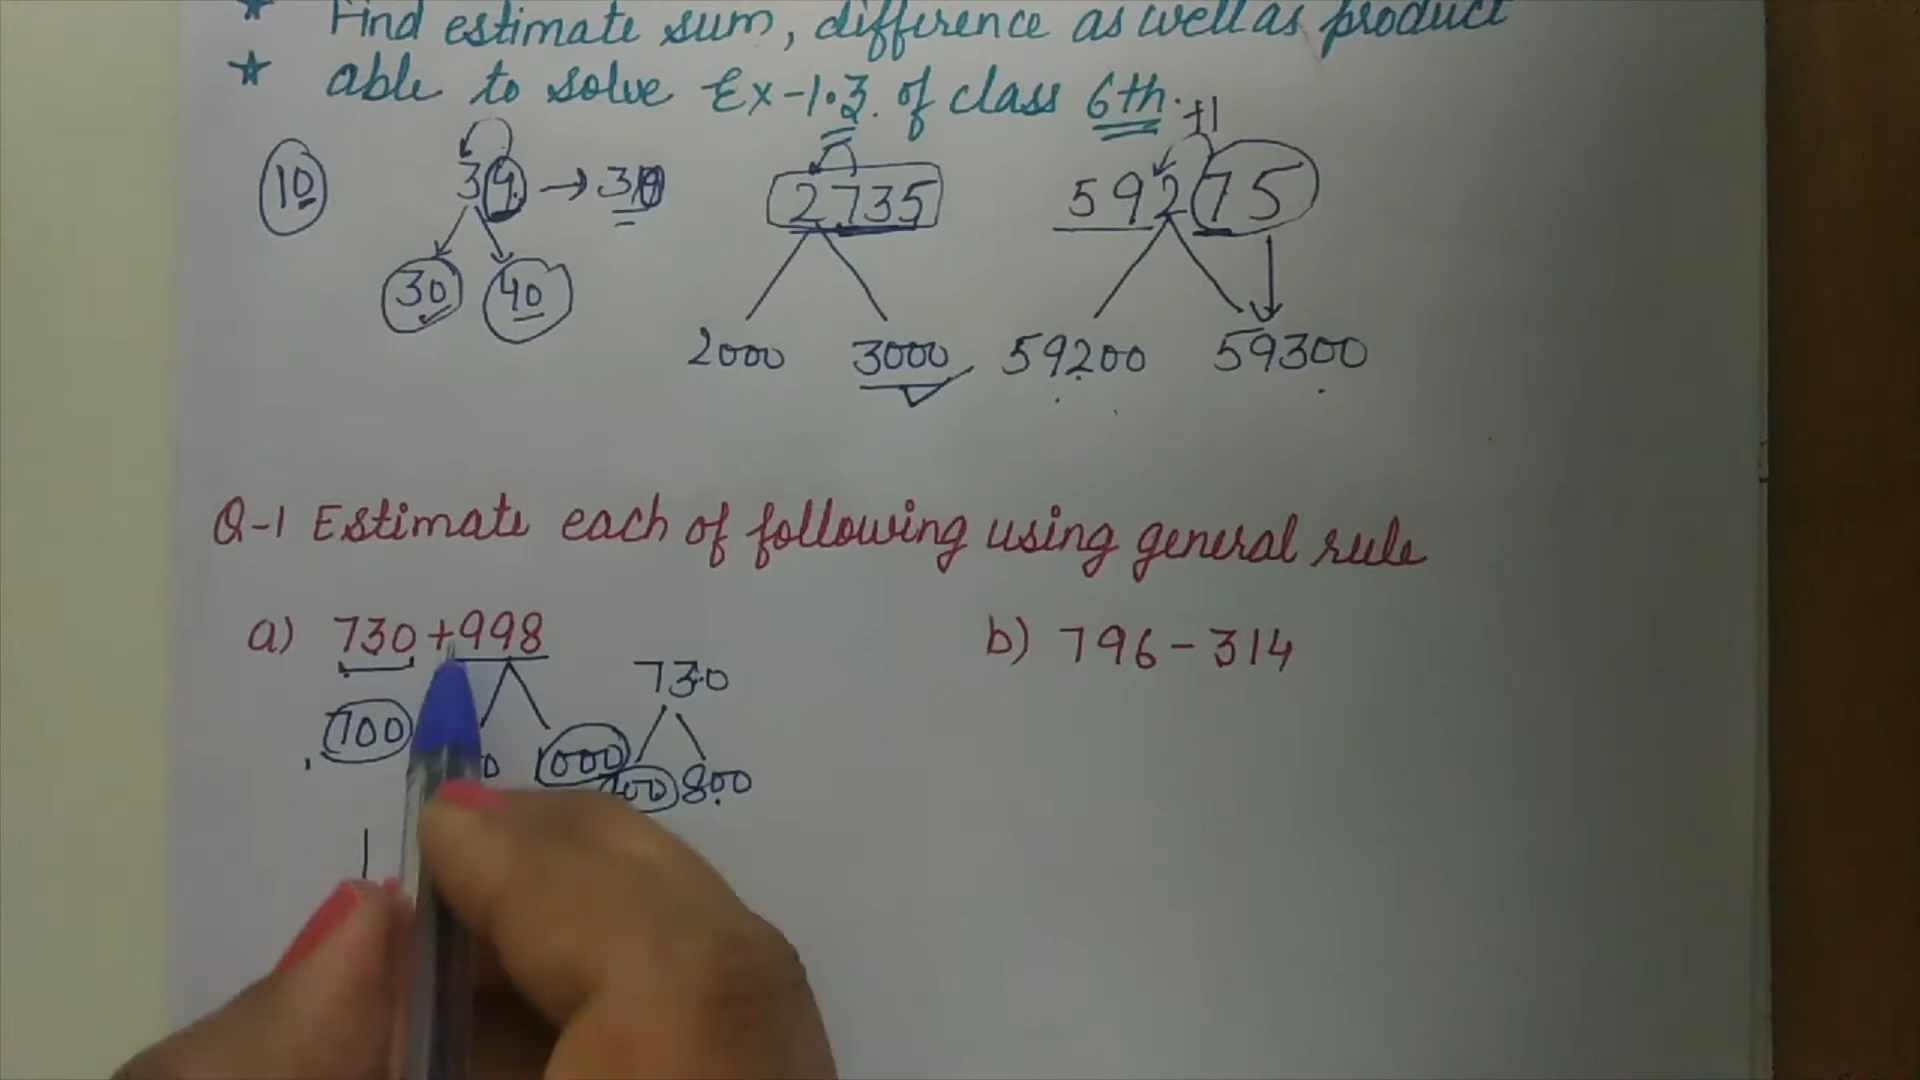 * Find estimate sum, difference as well as product
* able to solve Ex-1.3. of class 6th.
+1
10 39 → 2735 59275
30 40
2000 3000 59200 59300
Q-1 Estimate each of following using general rule
a) 730+998 b) 796-314
730
700 1000 800